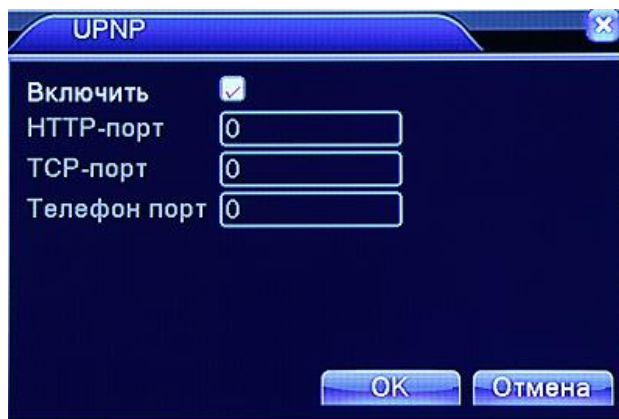 UPNP
Включить
HTTP-порт 0
TCP-порт 0
Телефон порт 0
OK Отмена